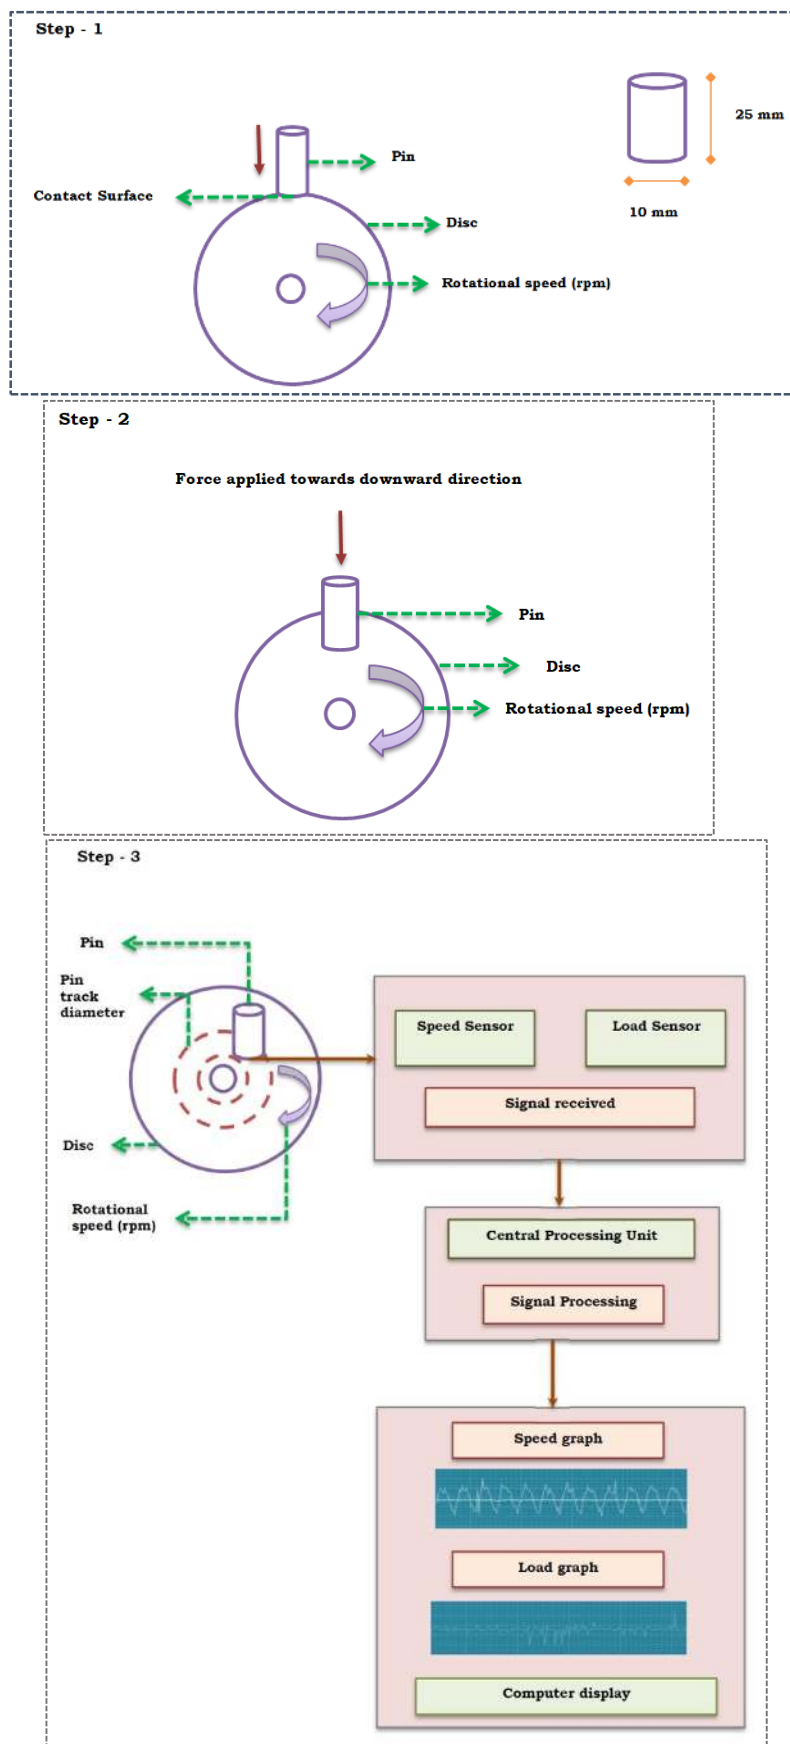 Step - 1
25 mm
Pin
Contact Surface
10 mm
Disc
Rotational speed (rpm)
Step - 2
Force applied towards downward direction
Pin
Disc
Rotational speed (rpm)
Step - 3
Pin
Pin
track
diameter
Speed Sensor
Load Sensor
Signal received
Disc
Rotational
speed (rpm)
Central Processing Unit
Signal Processing
Speed graph
Load graph
Computer display